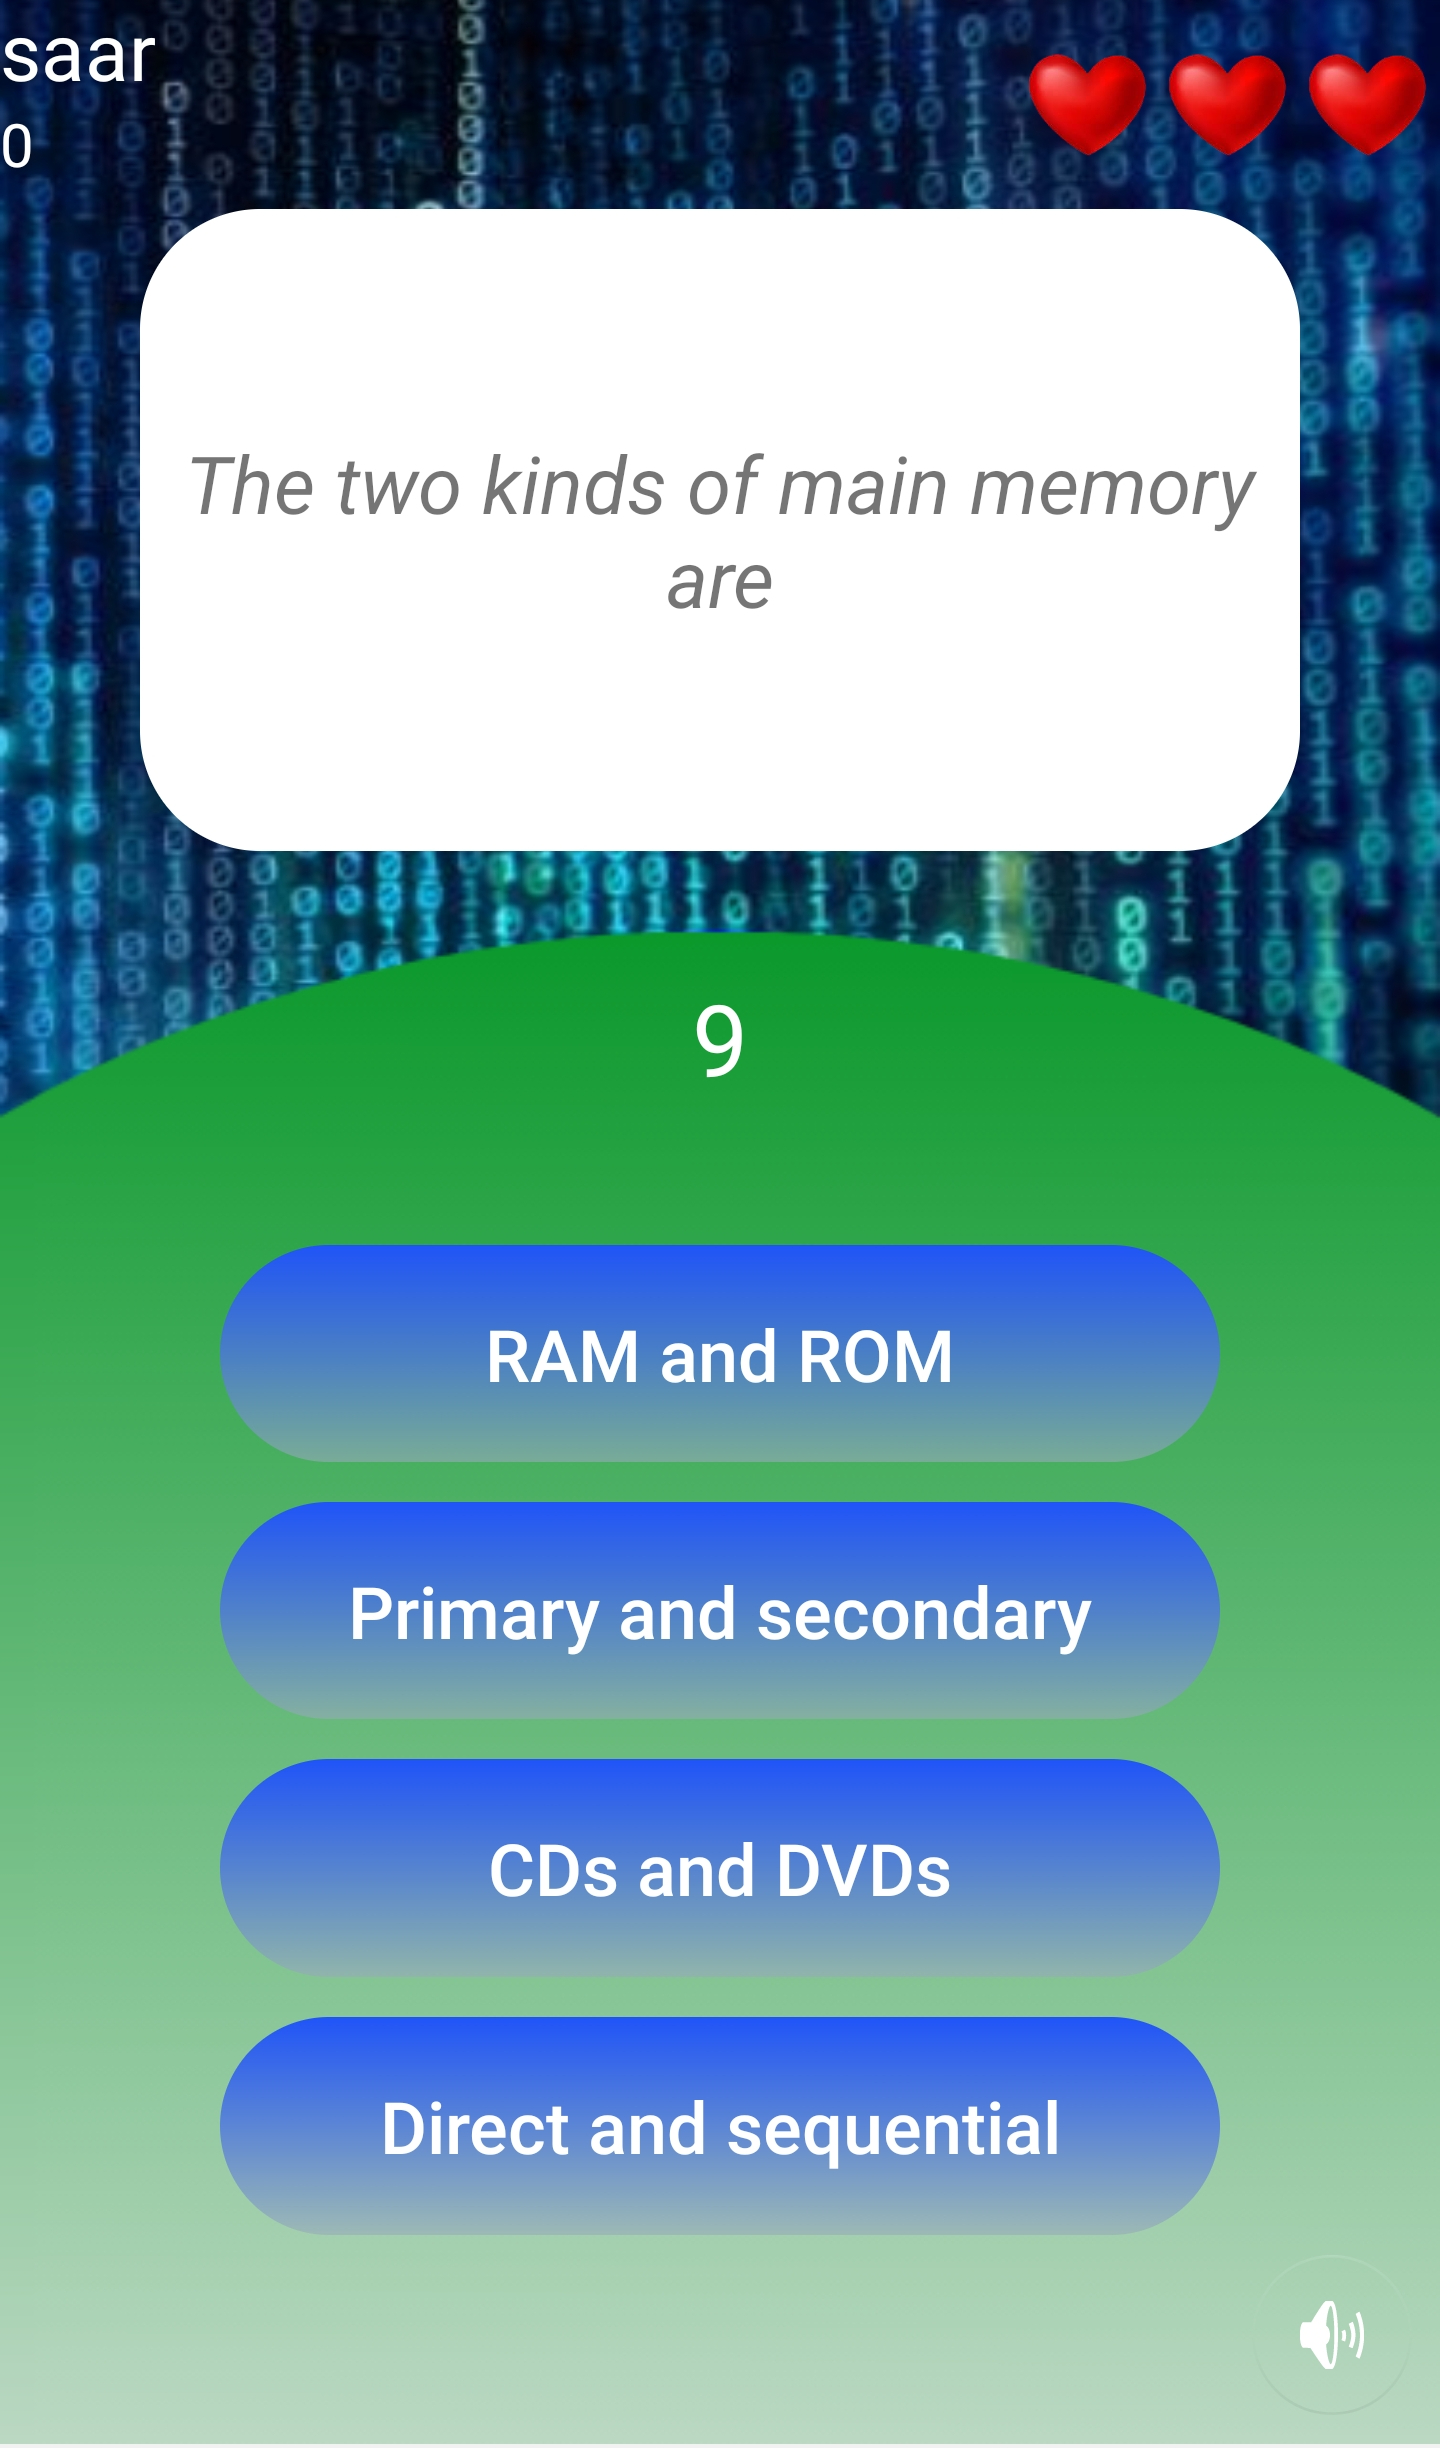 saar
0
The two kinds of main memory
are
9
RAM and ROM
Primary and secondary
CDs and DVDs
Direct and sequential